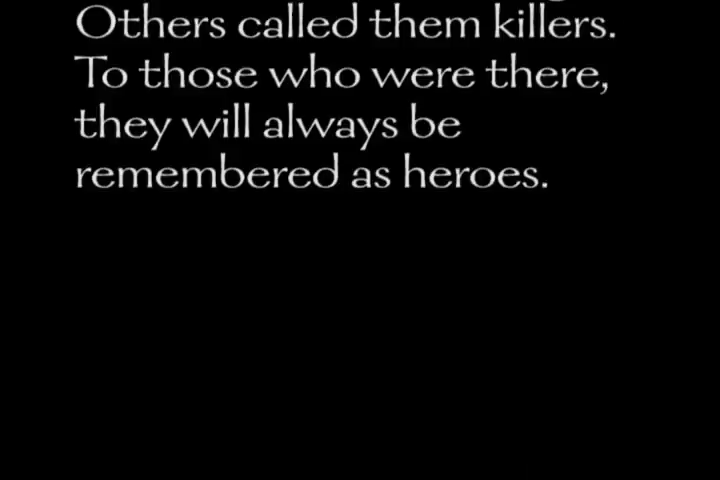 Others called them killers.
To those who were there,
they will always be
remembered as heroes.